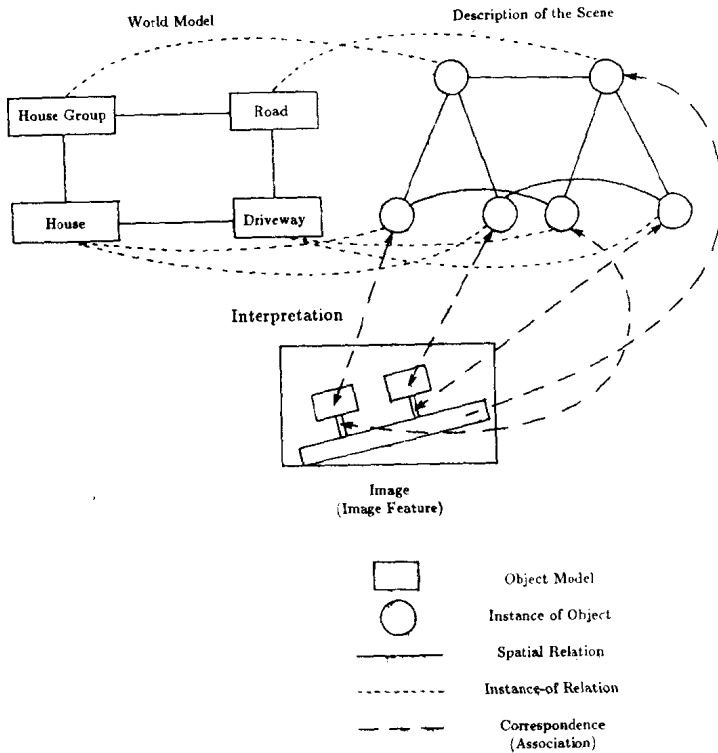 World Model
Description of the Scene
House Group
Road
House
Driveway
Interpretation
Image
(Image Feature)
Object Model
Instance of Object
Spatial Relation
Instance-of Relation
Correspondence
(Association)